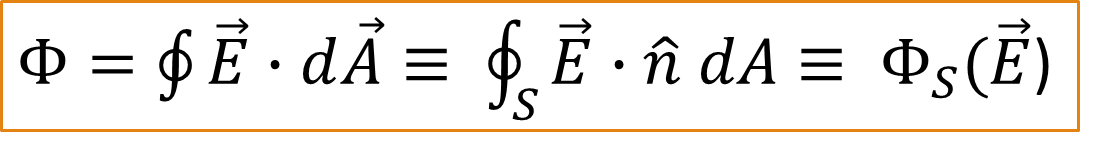 Φ = ∮ E⃗ · dA⃗ ≡ ∮_S E⃗ · n̂ dA ≡ Φ_S(E⃗)